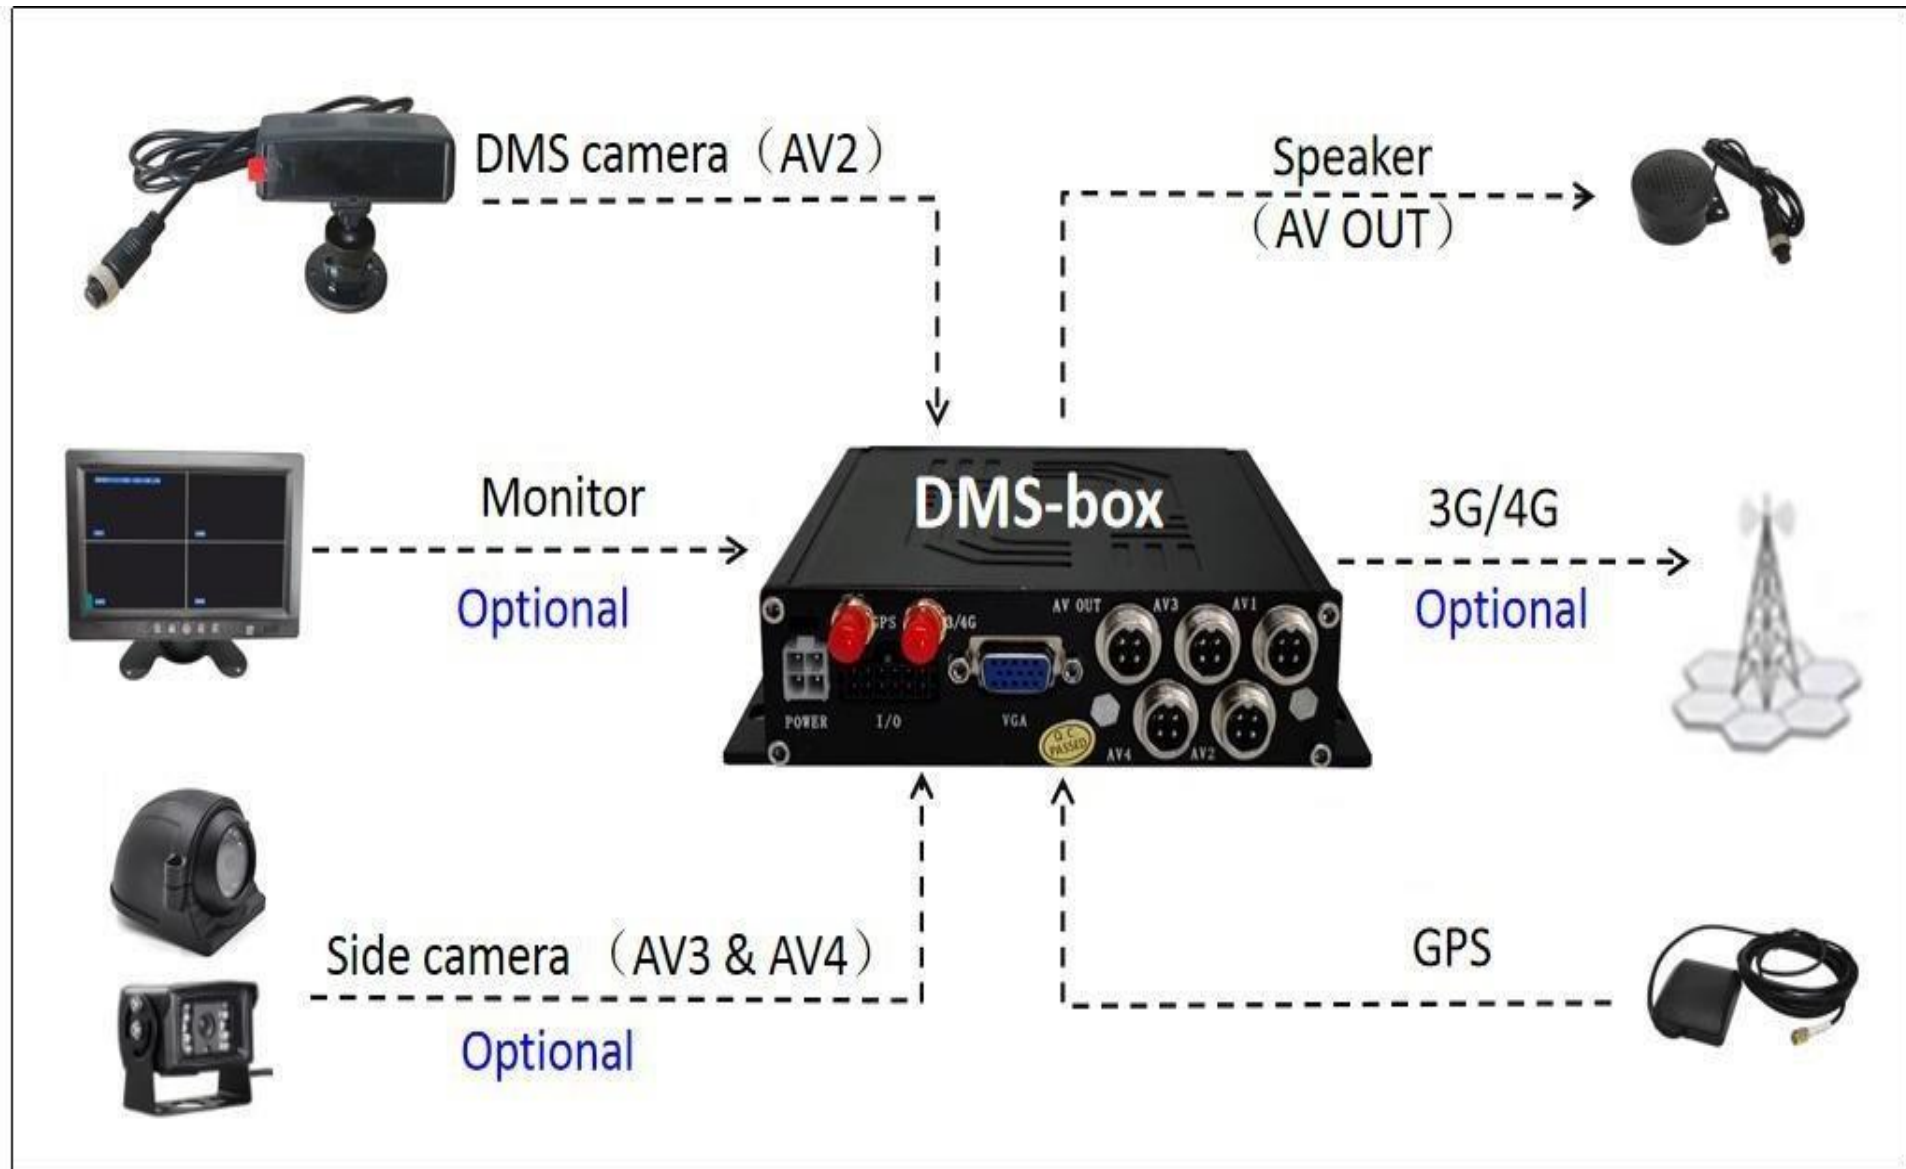 DMS camera（AV2）
Speaker
（AV OUT）
Monitor
Optional
DMS-box
3G/4G
Optional
GPS
3/4G
AV OUT
AV3
AV1
POWER
I/O
VGA
Q.C.
PASSED
AV4
AV2
Side camera （AV3 & AV4）
Optional
GPS